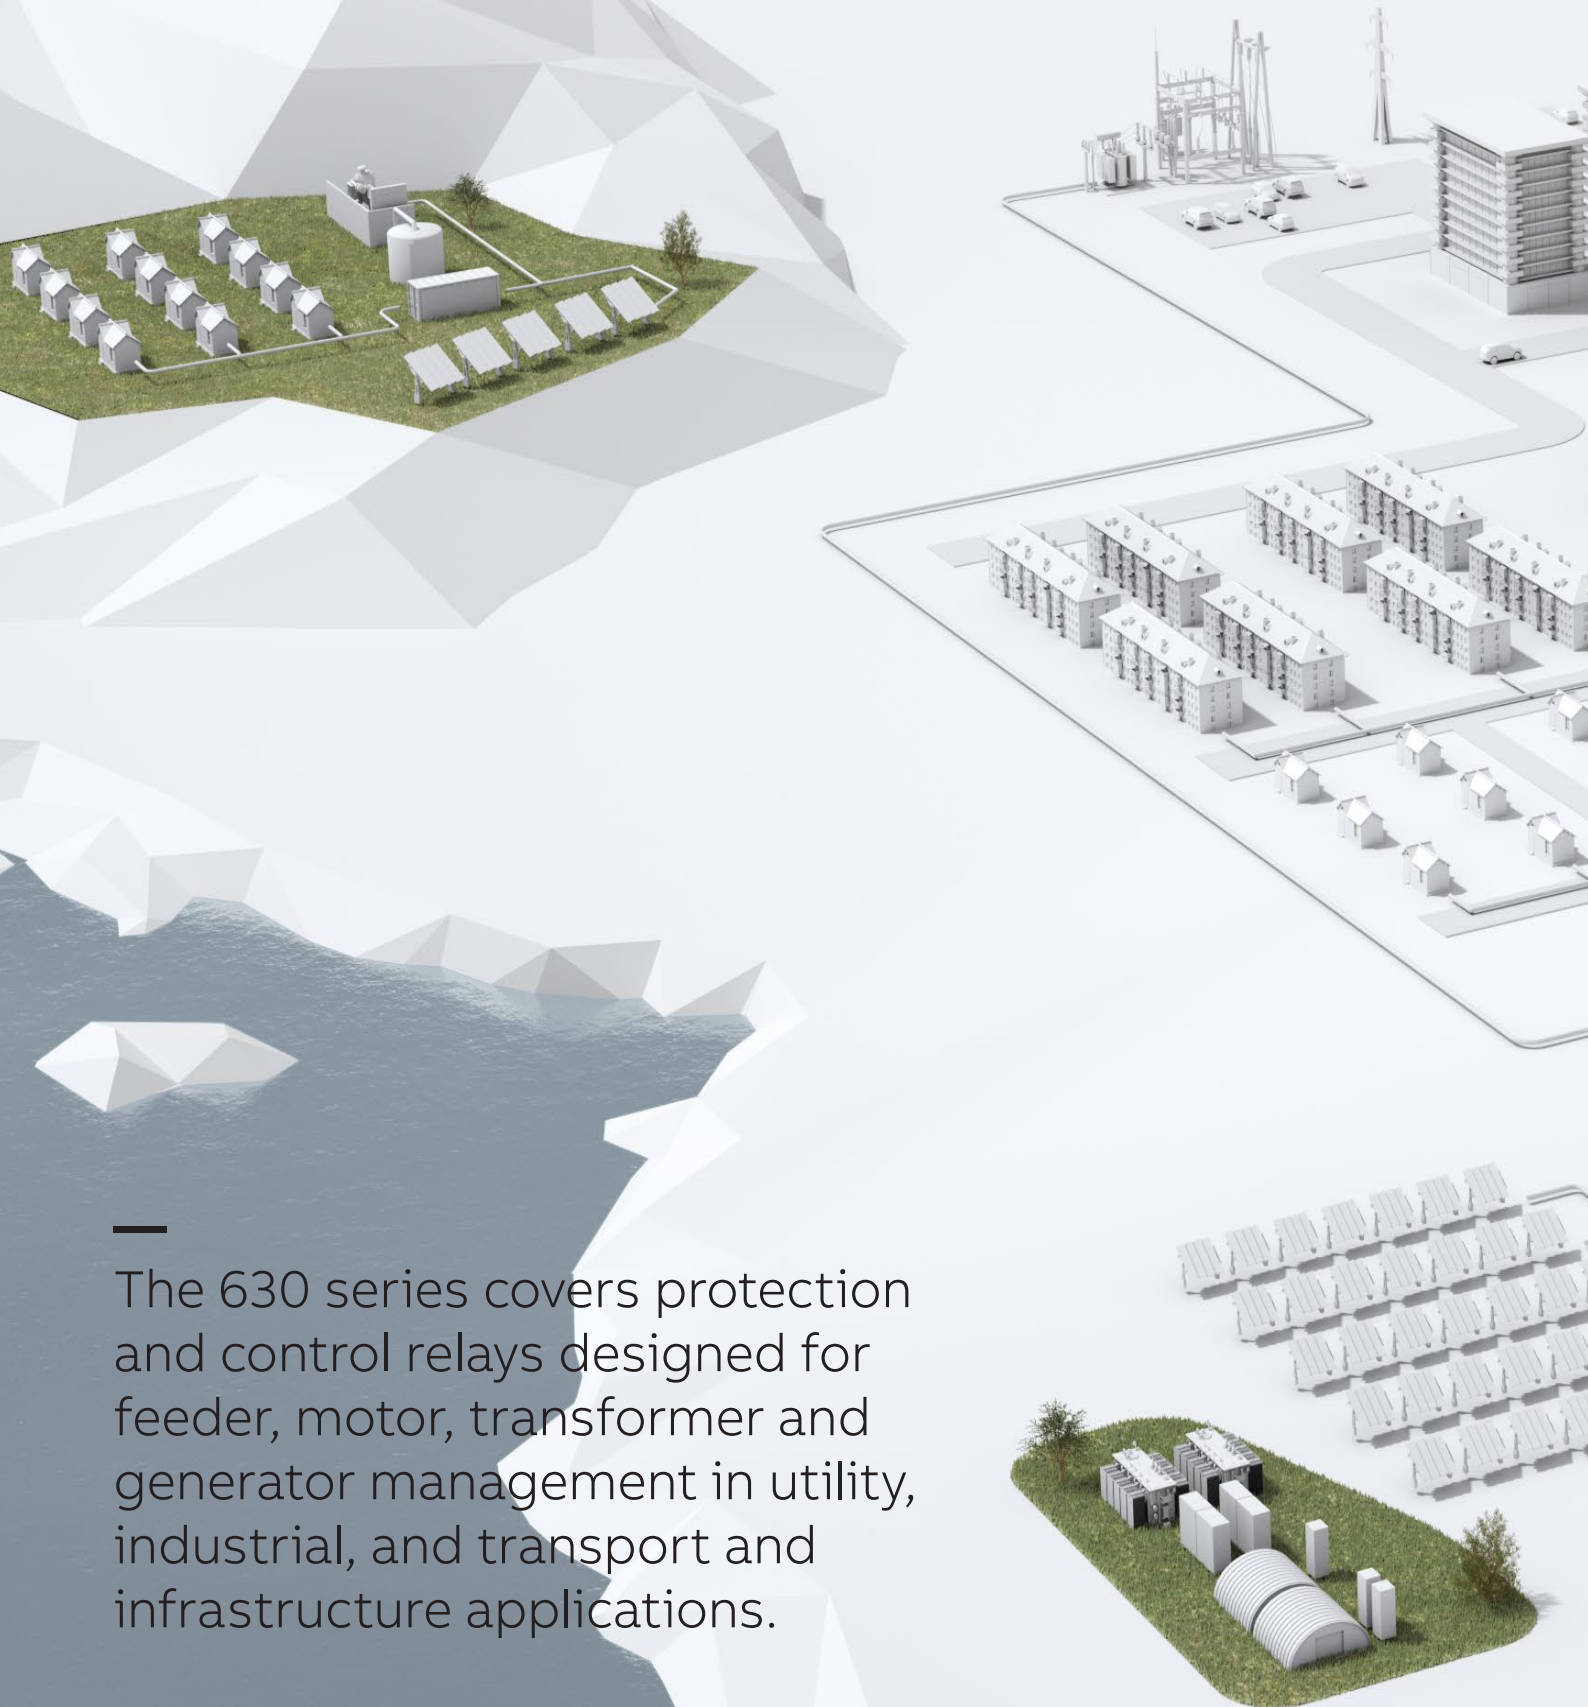 The 630 series covers protection
and control relays designed for
feeder, motor, transformer and
generator management in utility,
industrial, and transport and
infrastructure applications.